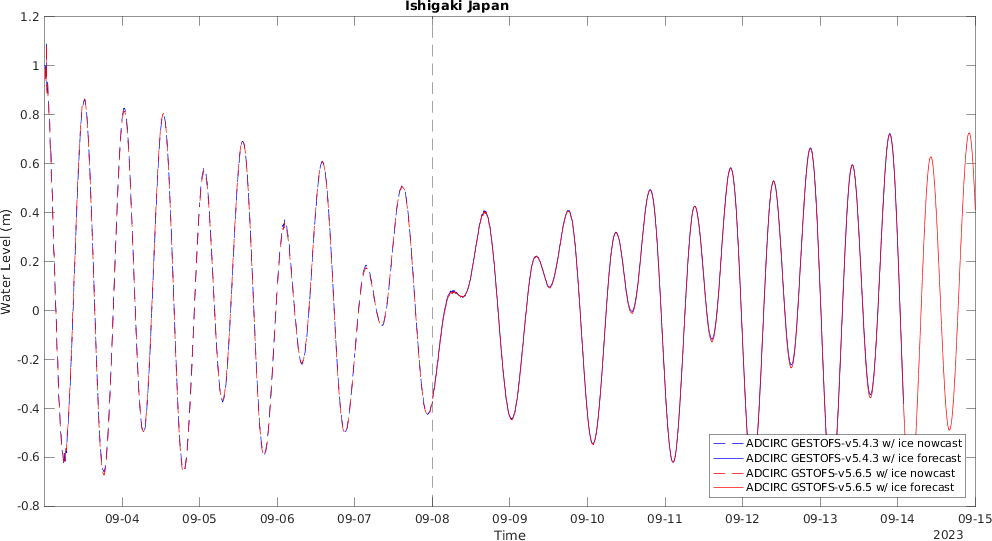 Ishigaki Japan
1.2
1
0.8
0.6
0.4
0.2
0
-0.2
-0.4
-0.6
-0.8
Water Level (m)
ADCIRC GESTOFS-v5.4.3 w/ ice nowcast
ADCIRC GESTOFS-v5.4.3 w/ ice forecast
ADCIRC GSTOFS-v5.6.5 w/ ice nowcast
ADCIRC GSTOFS-v5.6.5 w/ ice forecast
09-04 09-05 09-06 09-07 09-08 09-09 09-10 09-11 09-12 09-13 09-14 09-15
Time
2023